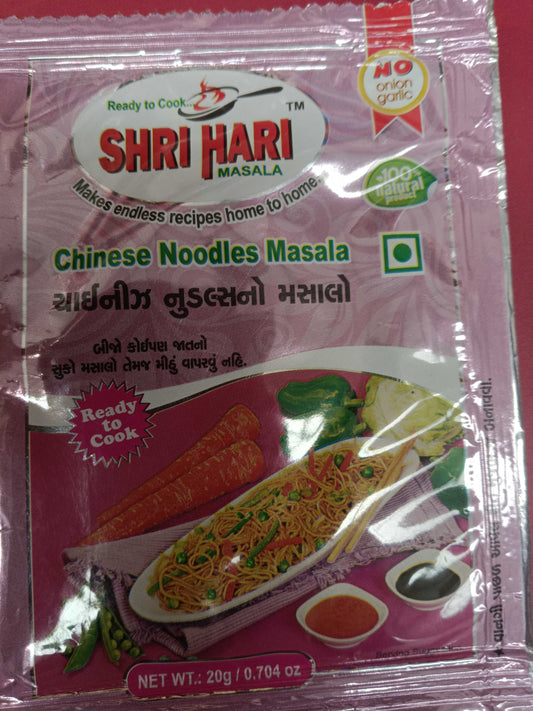 Ready to Cook...
SHRI HARI
TM
MASALA
Makes endless recipes home to home.
NO
onion
garlic
100%
natural
product
Chinese Noodles Masala
ચાઈનીઝ નુડલ્સનો મસાલો
બીજો કોઈપણ જાતનો
સુકો મસાલો તેમજ મીઠું વાપરવું નહિ.
Ready
to
Cook
NET WT.: 20g / 0.704 oz